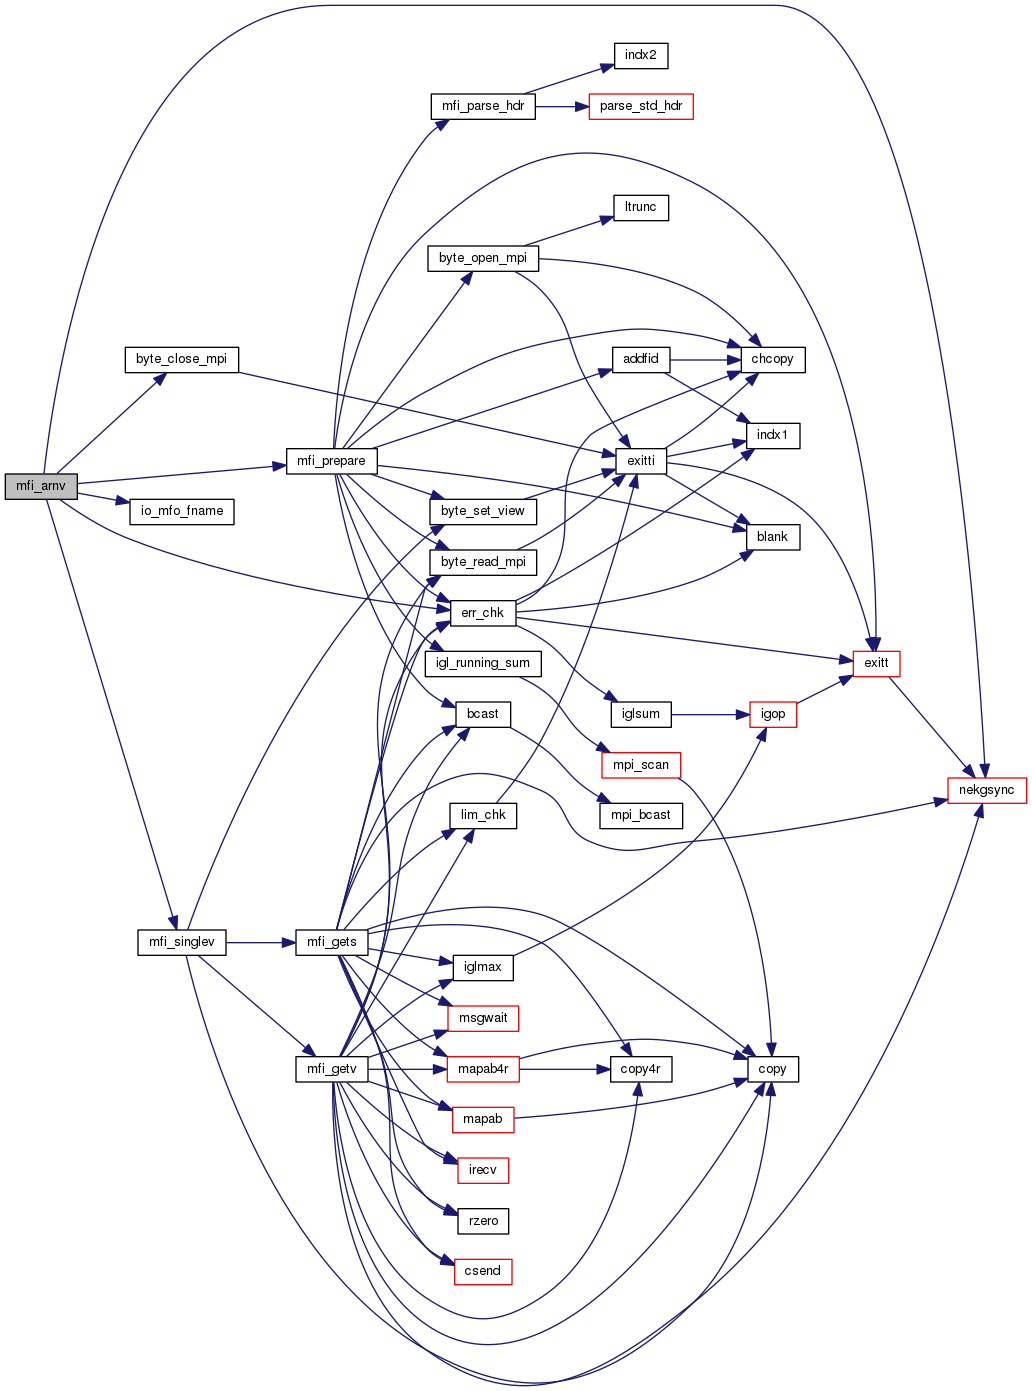 indx2
mfi_parse_hdr
parse_std_hdr
ltrunc
byte_open_mpi
byte_close_mpi
addfid
chcopy
indx1
mfi_prepare
exitti
mfi_arnv
io_mfo_fname
byte_set_view
blank
byte_read_mpi
err_chk
igl_running_sum
exitt
bcast
iglsum
igop
mpi_scan
nekgsync
lim_chk
mpi_bcast
mfi_singlev
mfi_gets
iglmax
msgwait
mfi_getv
mapab4r
copy4r
copy
mapab
irecv
rzero
csend